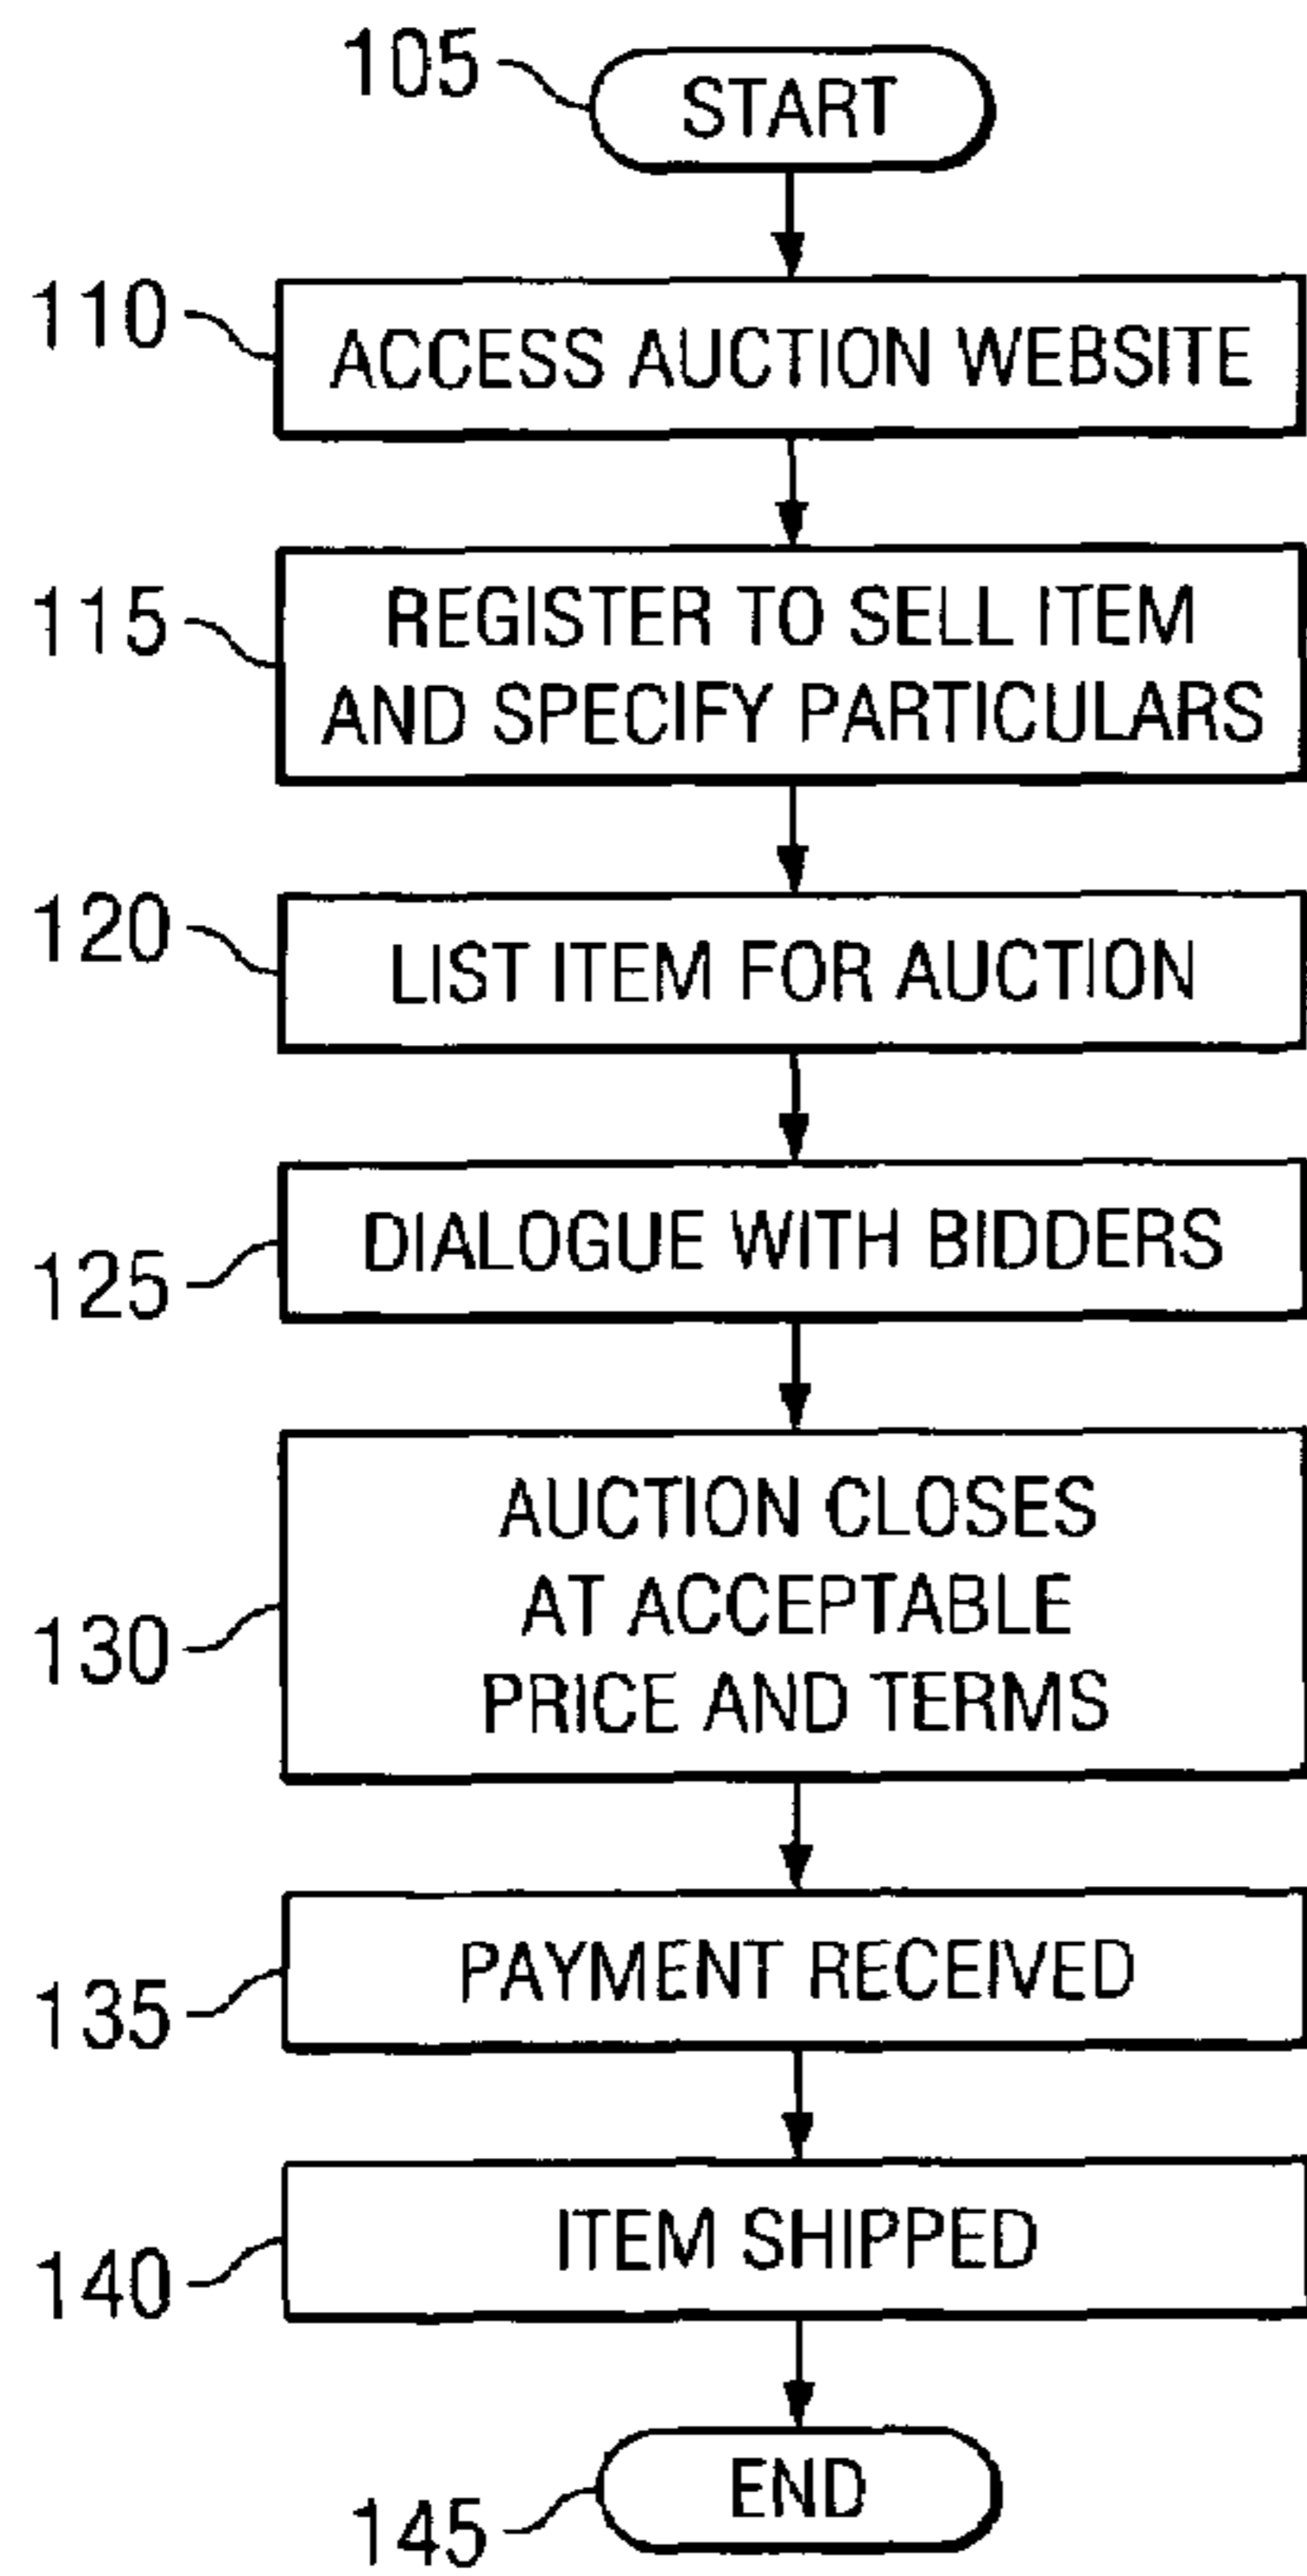 105
START
110
ACCESS AUCTION WEBSITE
115
REGISTER TO SELL ITEM
AND SPECIFY PARTICULARS
120
LIST ITEM FOR AUCTION
125
DIALOGUE WITH BIDDERS
130
AUCTION CLOSES
AT ACCEPTABLE
PRICE AND TERMS
135
PAYMENT RECEIVED
140
ITEM SHIPPED
145
END